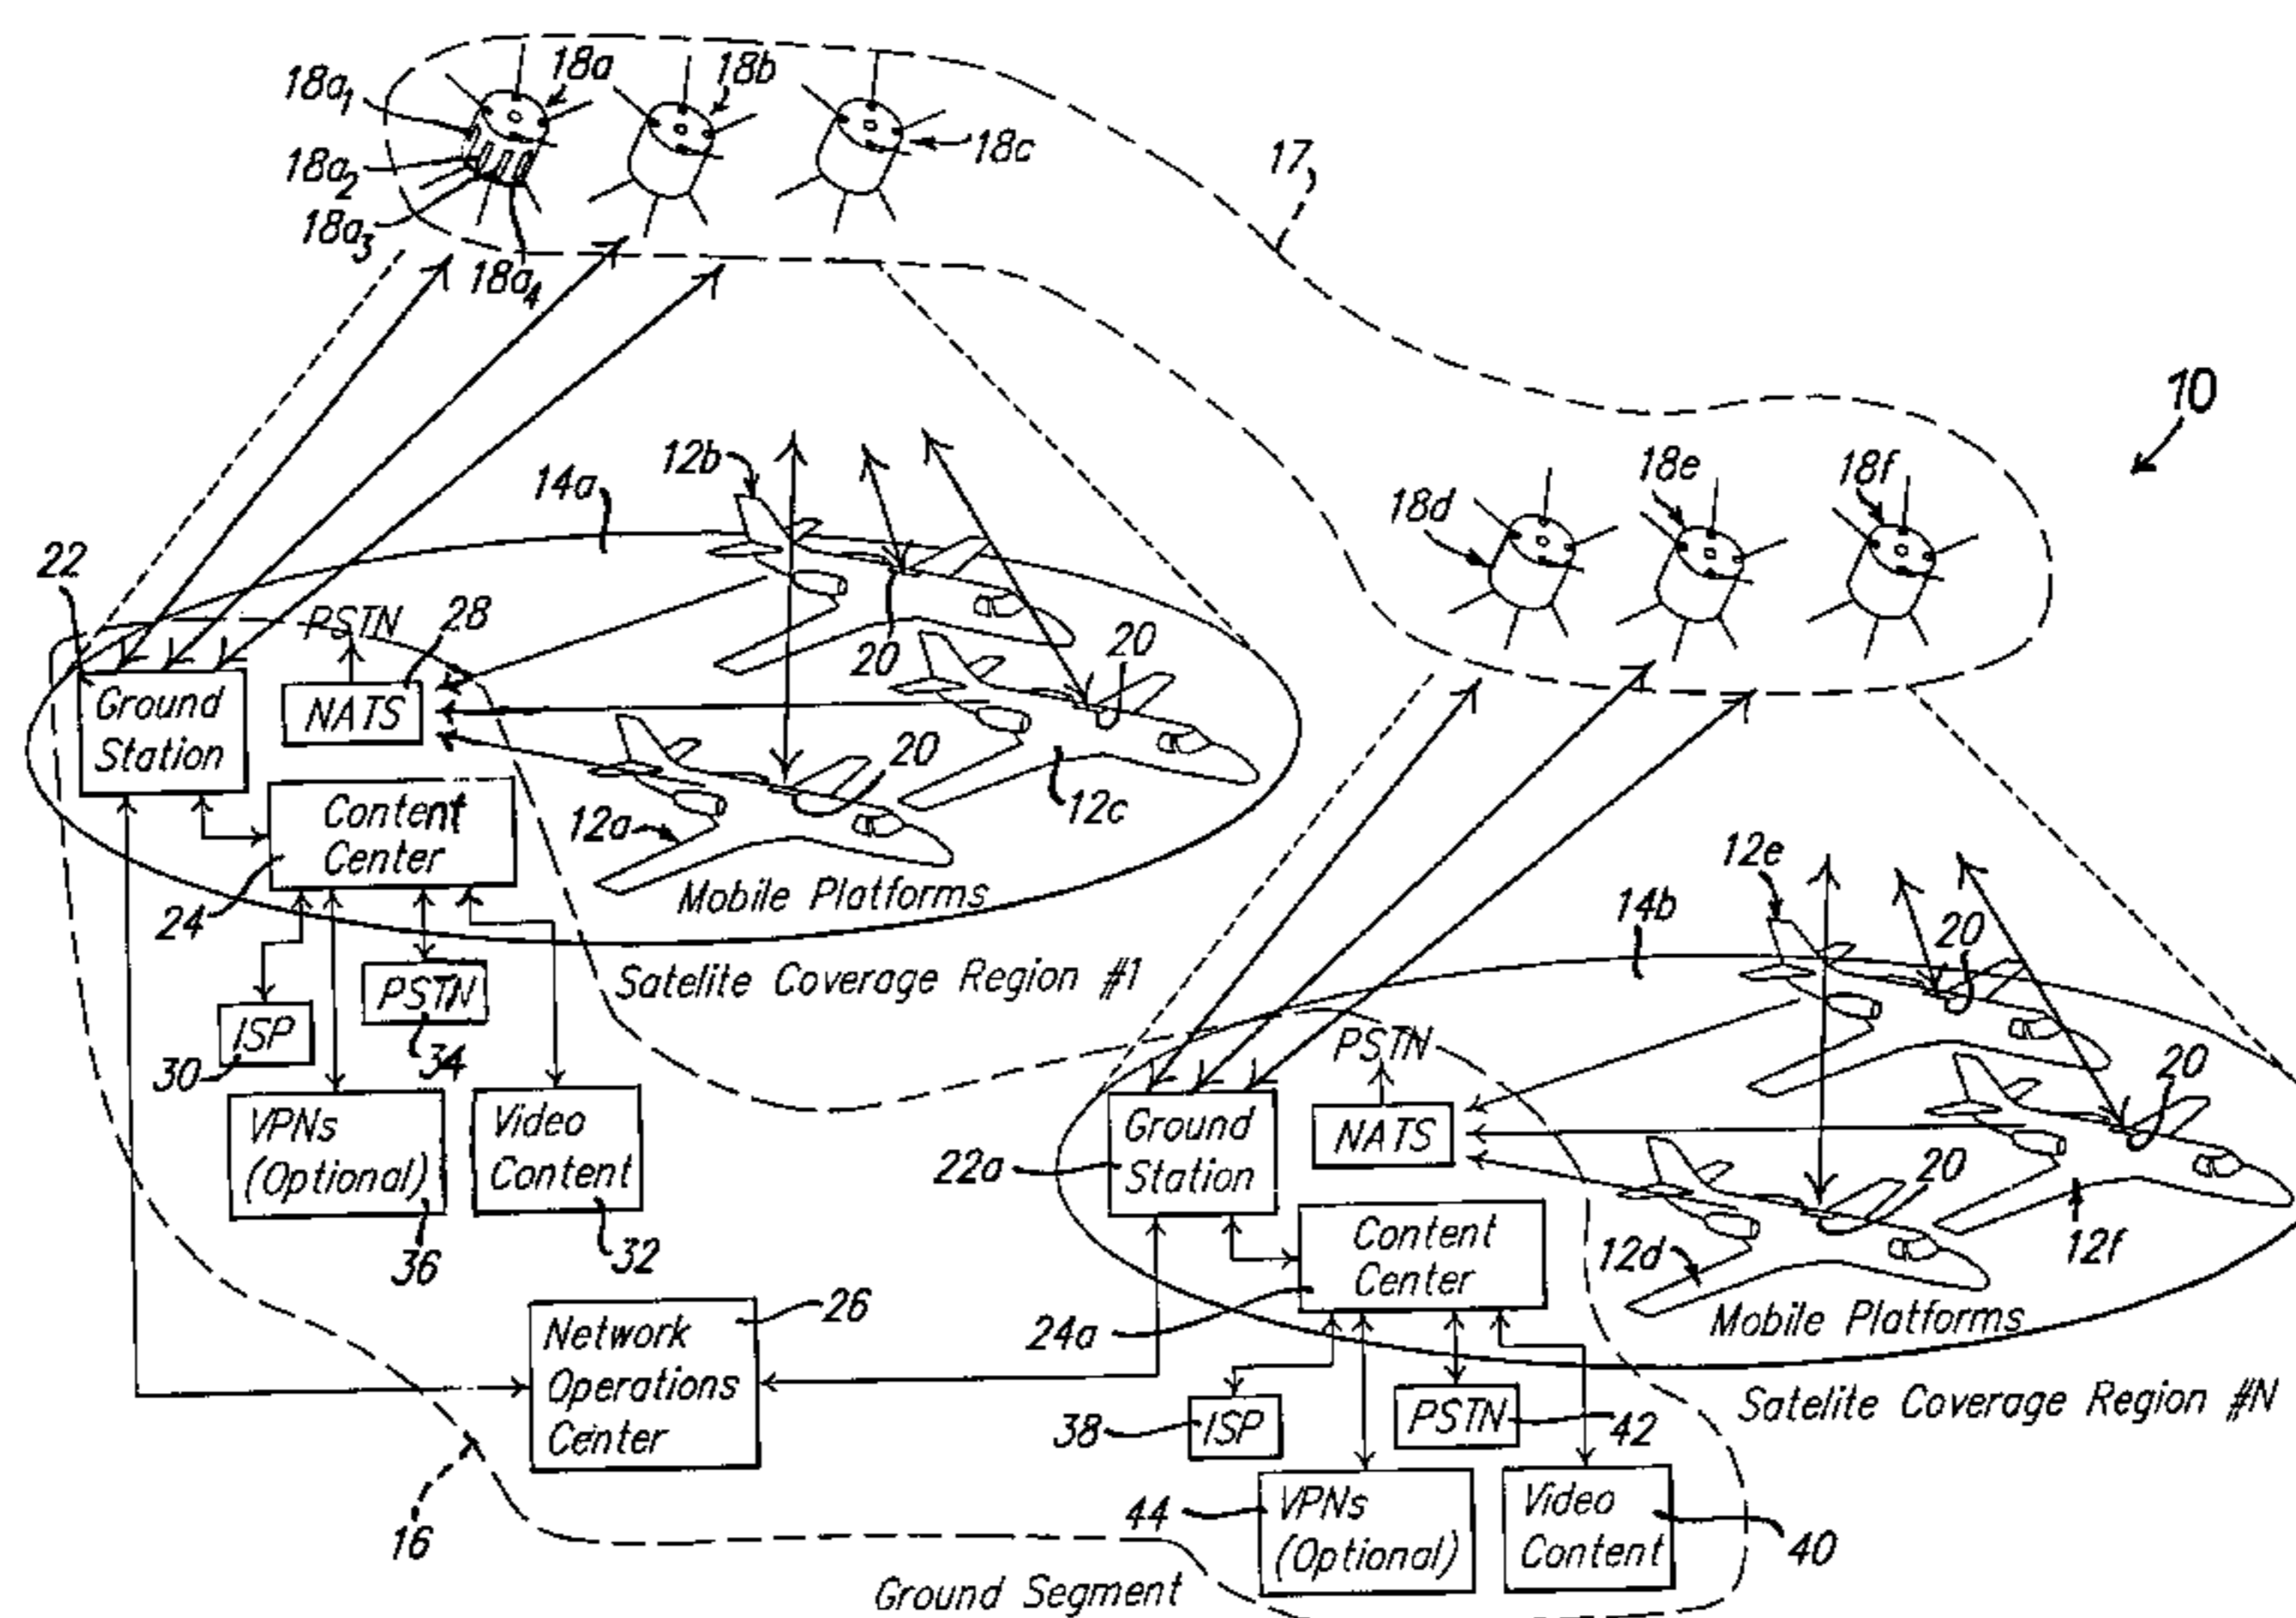 18a
18b
18a1
18c
18a2
18a3
18a4
17
10
12b
14a
18d
18e
18f
22
PSTN
28
20
20
Ground
Station
NATS
20
Content
Center
12a
12c
24
Mobile Platforms
12e
14b
20
Satelite Coverage Region #1
PSTN
ISP
34
30
PSTN
20
VPNs
(Optional)
Video
Content
Ground
Station
NATS
22a
20
36
32
Content
Center
12d
12f
26
Network
Operations
Center
24a
Mobile Platforms
Satelite Coverage Region #N
38
ISP
PSTN
42
16
44
VPNs
(Optional)
Video
Content
40
Ground Segment